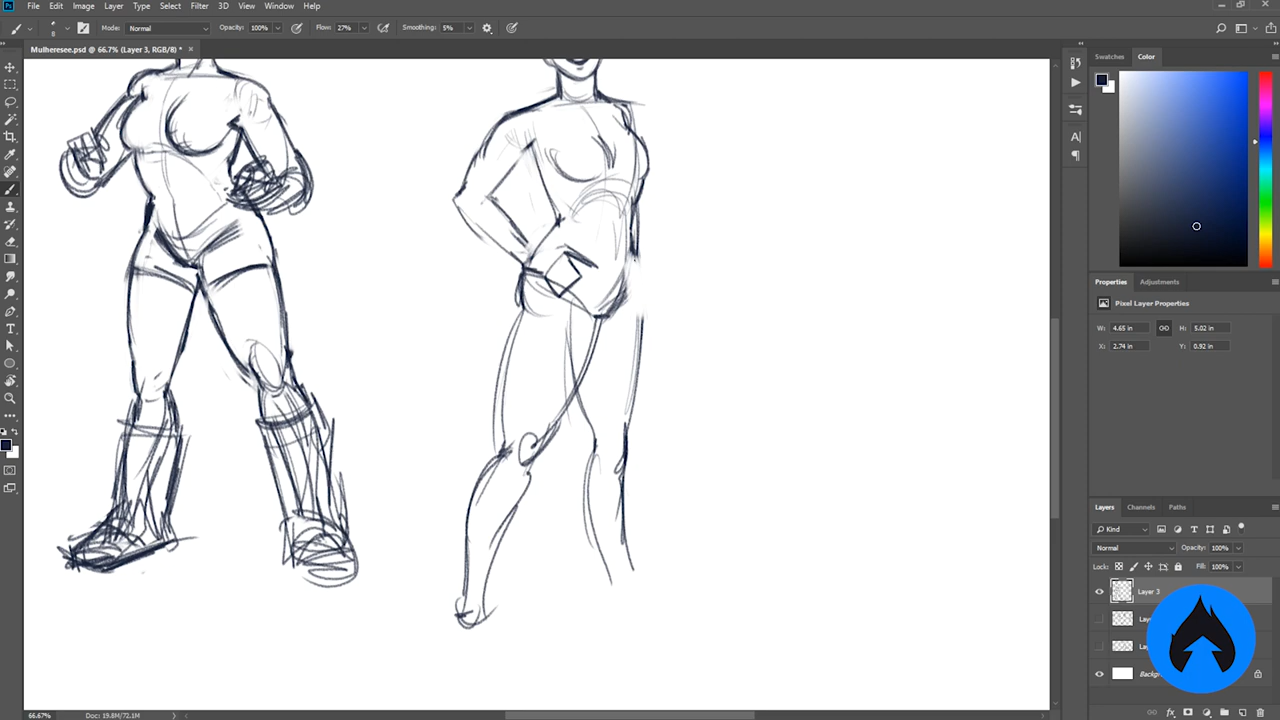 Ps File Edit Image Layer Type Select Filter 3D View Window Help
8 Mode: Normal Opacity: 100% Flow: 27% Smoothing: 5%
Mulheresee.psd @ 66.7% (Layer 3, RGB/8) *
Swatches Color
Properties Adjustments
Pixel Layer Properties
W: 4.65 in H: 5.02 in
X: 2.74 in Y: 0.92 in
Layers Channels Paths
Kind
Normal Opacity: 100%
Lock: Fill: 100%
Layer 3
66.67% Doc: 19.8M/72.1M